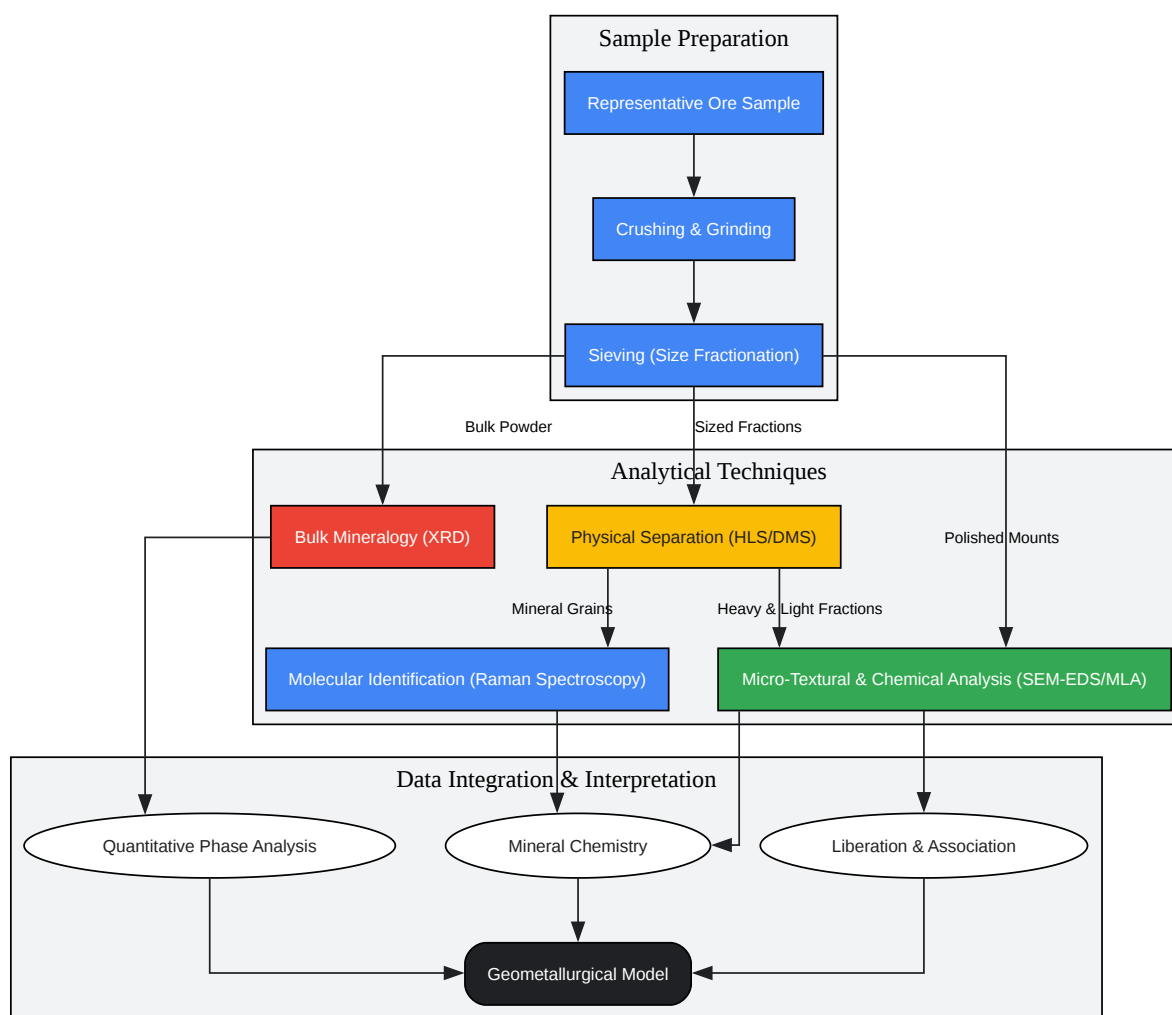 Sample Preparation
Representative Ore Sample
Crushing & Grinding
Sieving (Size Fractionation)
Bulk Powder
Sized Fractions
Analytical Techniques
Bulk Mineralogy (XRD)
Physical Separation (HLS/DMS)
Polished Mounts
Mineral Grains
Heavy & Light Fractions
Molecular Identification (Raman Spectroscopy)
Micro-Textural & Chemical Analysis (SEM-EDS/MLA)
Data Integration & Interpretation
Quantitative Phase Analysis
Mineral Chemistry
Liberation & Association
Geometallurgical Model